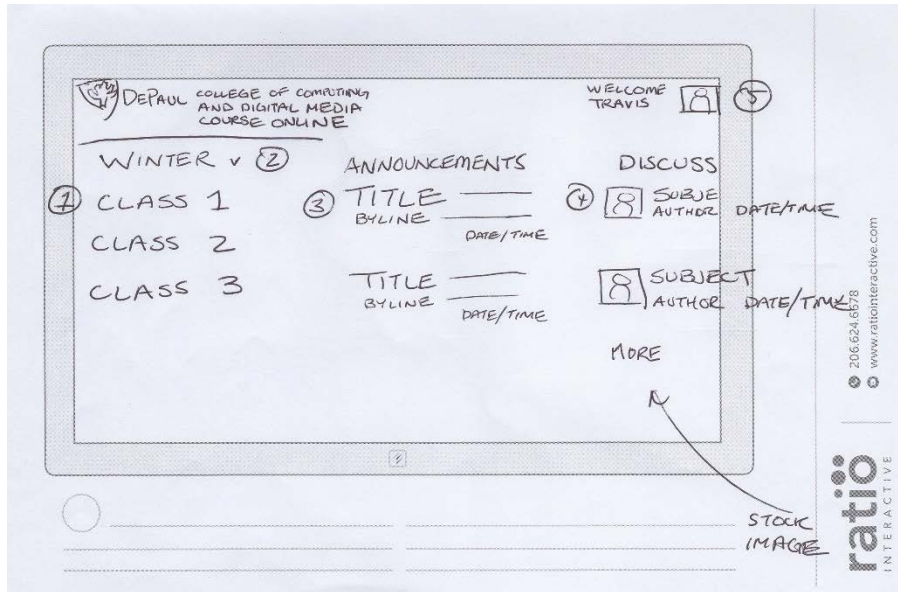 DEPAUL COLLEGE OF COMPUTING
AND DIGITAL MEDIA
COURSE ONLINE
WELCOME
TRAVIS
5
WINTER v 2
1 CLASS 1
CLASS 2
CLASS 3
ANNOUNCEMENTS
3 TITLE
BYLINE
DATE/TIME
TITLE
BYLINE
DATE/TIME
DISCUSS
4 SUBJE
AUTHOR DATE/TIME
SUBJECT
AUTHOR DATE/TIME
MORE
STOCK
IMAGE
206.624.6678
www.ratiointeractive.com
ratio
INTERACTIVE